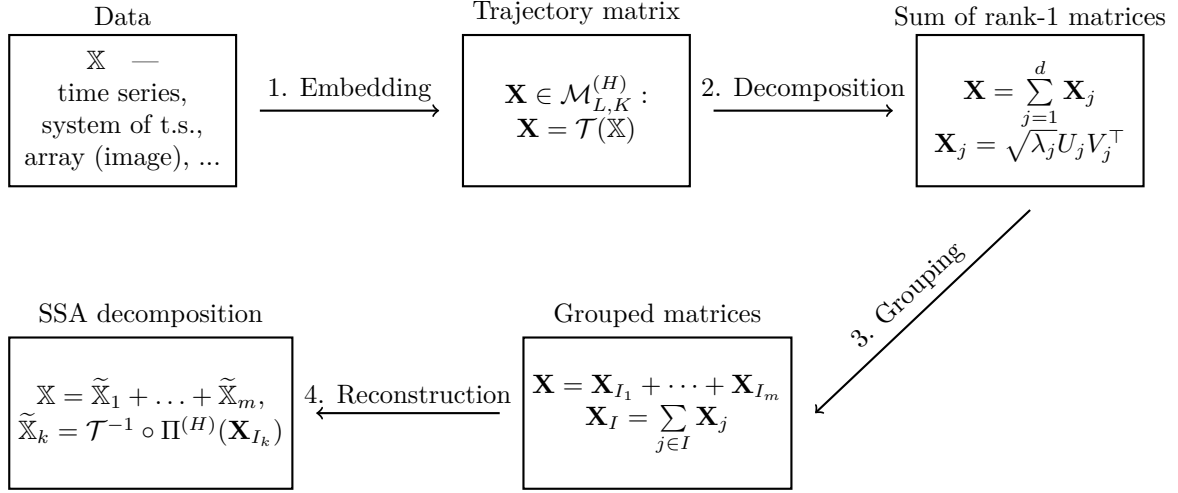 Data
𝕏 —
time series,
system of t.s.,
array (image), ...
1. Embedding
Trajectory matrix
𝐗 ∈ ℳ_{L,K}^{(H)} :
𝐗 = 𝒯(𝕏)
2. Decomposition
Sum of rank-1 matrices
𝐗 = ∑_{j=1}^{d} 𝐗_j
𝐗_j = √λ_j U_j V_j^⊤
3. Grouping
Grouped matrices
𝐗 = 𝐗_{I_1} + ⋯ + 𝐗_{I_m}
𝐗_I = ∑_{j∈I} 𝐗_j
4. Reconstruction
SSA decomposition
𝕏 = 𝕏̃_1 + … + 𝕏̃_m,
𝕏̃_k = 𝒯^{−1} ∘ Π^{(H)}(𝐗_{I_k})